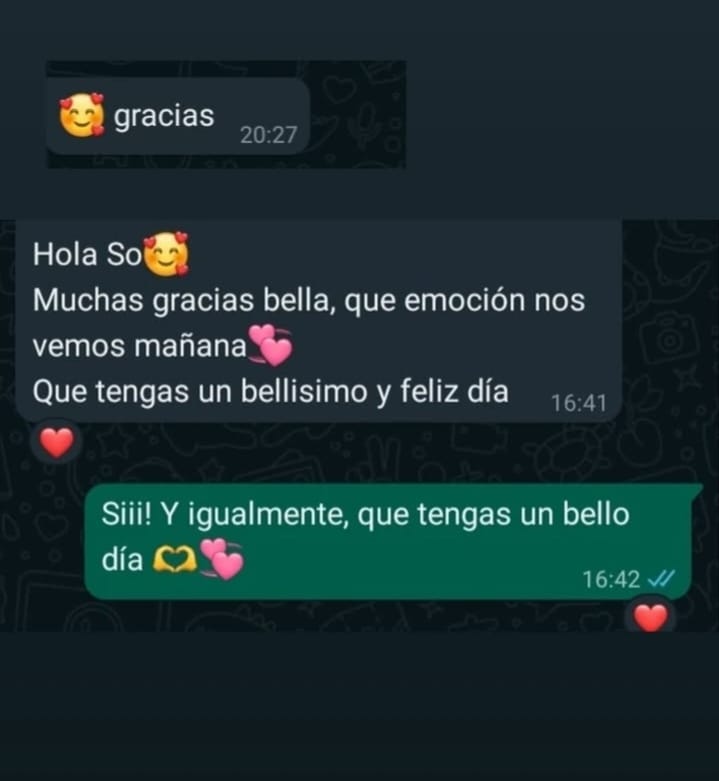 🥰 gracias
20:27
Hola So🥰
Muchas gracias bella, que emoción nos
vemos mañana💞
Que tengas un bellisimo y feliz día
16:41
Siii! Y igualmente, que tengas un bello
día 🫶💞
16:42